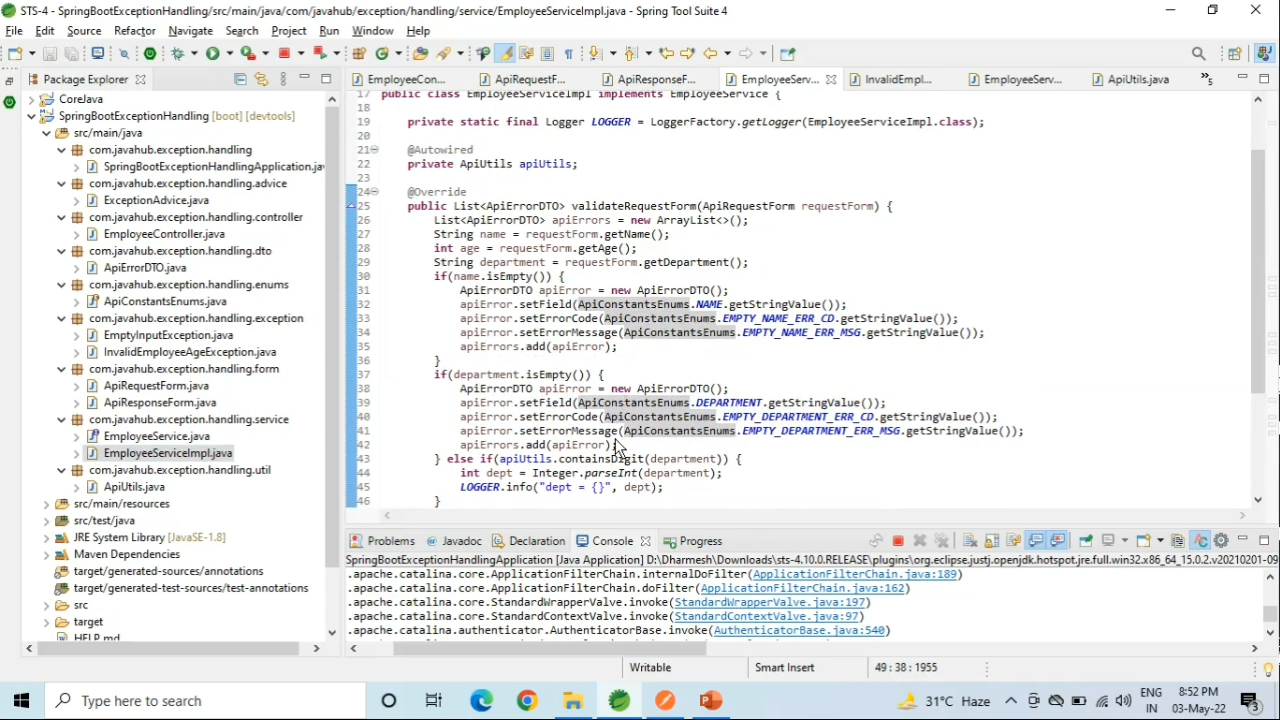 STS-4 - SpringBootExceptionHandling/src/main/java/com/javahub/exception/handling/service/EmployeeServiceImpl.java - Spring Tool Suite 4
File Edit Source Refactor Navigate Search Project Run Window Help
Package Explorer
EmployeeCon... ApiRequestF... ApiResponseF... EmployeeServ... InvalidEmpl... EmployeeServ... ApiUtils.java »5
CoreJava
SpringBootExceptionHandling [boot] [devtools]
src/main/java
com.javahub.exception.handling
SpringBootExceptionHandlingApplication.jav
com.javahub.exception.handling.advice
ExceptionAdvice.java
com.javahub.exception.handling.controller
EmployeeController.java
com.javahub.exception.handling.dto
ApiErrorDTO.java
com.javahub.exception.handling.enums
ApiConstantsEnums.java
com.javahub.exception.handling.exception
EmptyInputException.java
InvalidEmployeeAgeException.java
com.javahub.exception.handling.form
ApiRequestForm.java
ApiResponseForm.java
com.javahub.exception.handling.service
EmployeeService.java
EmployeeServiceImpl.java
com.javahub.exception.handling.util
ApiUtils.java
src/main/resources
src/test/java
JRE System Library [JavaSE-1.8]
Maven Dependencies
target/generated-sources/annotations
target/generated-test-sources/test-annotations
src
target
HELP.md
17 public class EmployeeServiceImpl implements EmployeeService {
18
19 private static final Logger LOGGER = LoggerFactory.getLogger(EmployeeServiceImpl.class);
20
21 @Autowired
22 private ApiUtils apiUtils;
23
24 @Override
25 public List<ApiErrorDTO> validateRequestForm(ApiRequestForm requestForm) {
26 List<ApiErrorDTO> apiErrors = new ArrayList<>();
27 String name = requestForm.getName();
28 int age = requestForm.getAge();
29 String department = requestForm.getDepartment();
30 if(name.isEmpty()) {
31 ApiErrorDTO apiError = new ApiErrorDTO();
32 apiError.setField(ApiConstantsEnums.NAME.getStringValue());
33 apiError.setErrorCode(ApiConstantsEnums.EMPTY_NAME_ERR_CD.getStringValue());
34 apiError.setErrorMessage(ApiConstantsEnums.EMPTY_NAME_ERR_MSG.getStringValue());
35 apiErrors.add(apiError);
36 }
37 if(department.isEmpty()) {
38 ApiErrorDTO apiError = new ApiErrorDTO();
39 apiError.setField(ApiConstantsEnums.DEPARTMENT.getStringValue());
40 apiError.setErrorCode(ApiConstantsEnums.EMPTY_DEPARTMENT_ERR_CD.getStringValue());
41 apiError.setErrorMessage(ApiConstantsEnums.EMPTY_DEPARTMENT_ERR_MSG.getStringValue());
42 apiErrors.add(apiError);
43 } else if(apiUtils.containsDigit(department)) {
44 int dept = Integer.parseInt(department);
45 LOGGER.info("dept = {}", dept);
46 }
Problems Javadoc Declaration Console Progress
SpringBootExceptionHandlingApplication [Java Application] D:\Dharmesh\Downloads\sts-4.10.0.RELEASE\plugins\org.eclipse.justj.openjdk.hotspot.jre.full.win32.x86_64_15.0.2.v20210201-09
.apache.catalina.core.ApplicationFilterChain.internalDoFilter(ApplicationFilterChain.java:189)
.apache.catalina.core.ApplicationFilterChain.doFilter(ApplicationFilterChain.java:162)
.apache.catalina.core.StandardWrapperValve.invoke(StandardWrapperValve.java:197)
.apache.catalina.core.StandardContextValve.invoke(StandardContextValve.java:97)
.apache.catalina.authenticator.AuthenticatorBase.invoke(AuthenticatorBase.java:540)
Writable Smart Insert 49 : 38 : 1955
Type here to search
31°C Haze
ENG
IN
8:52 PM
03-May-22
3